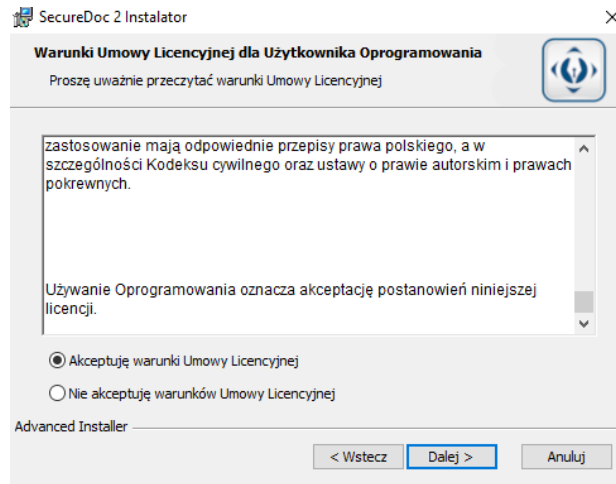 SecureDoc 2 Instalator
Warunki Umowy Licencyjnej dla Użytkownika Oprogramowania
Proszę uważnie przeczytać warunki Umowy Licencyjnej
zastosowanie mają odpowiednie przepisy prawa polskiego, a w
szczególności Kodeksu cywilnego oraz ustawy o prawie autorskim i prawach
pokrewnych.
Używanie Oprogramowania oznacza akceptację postanowień niniejszej
licencji.
Akceptuję warunki Umowy Licencyjnej
Nie akceptuję warunków Umowy Licencyjnej
Advanced Installer
< Wstecz Dalej > Anuluj